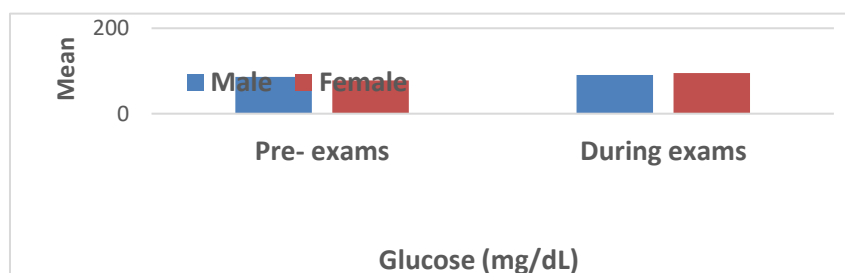 200
Mean
Male Female
0
Pre- exams During exams
Glucose (mg/dL)